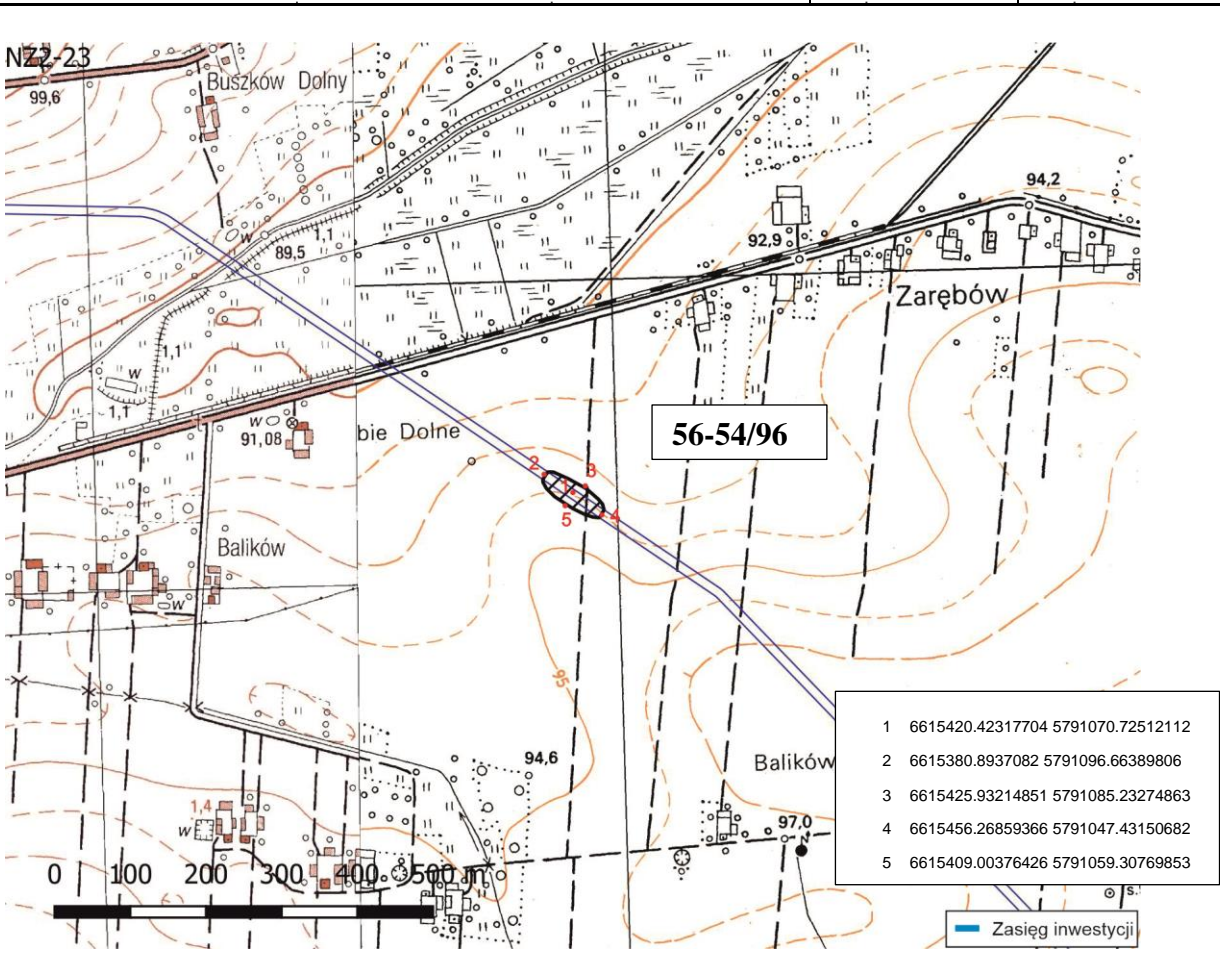 NZ2-23
99,6
Buszków Dolny
W
1,1
89,5
94,2
92,9
Zarębów
1,1
W
1,1
W
91,08
bie Dolne
56-54/96
2
3
1
4
5
Balików
W
95
94,6
1,4
W
Balików
97,0
1 6615420.42317704 5791070.72512112
2 6615380.8937082 5791096.66389806
3 6615425.93214851 5791085.23274863
4 6615456.26859366 5791047.43150682
5 6615409.00376426 5791059.30769853
0 100 200 300 400 500 m
s.
Zasięg inwestycji